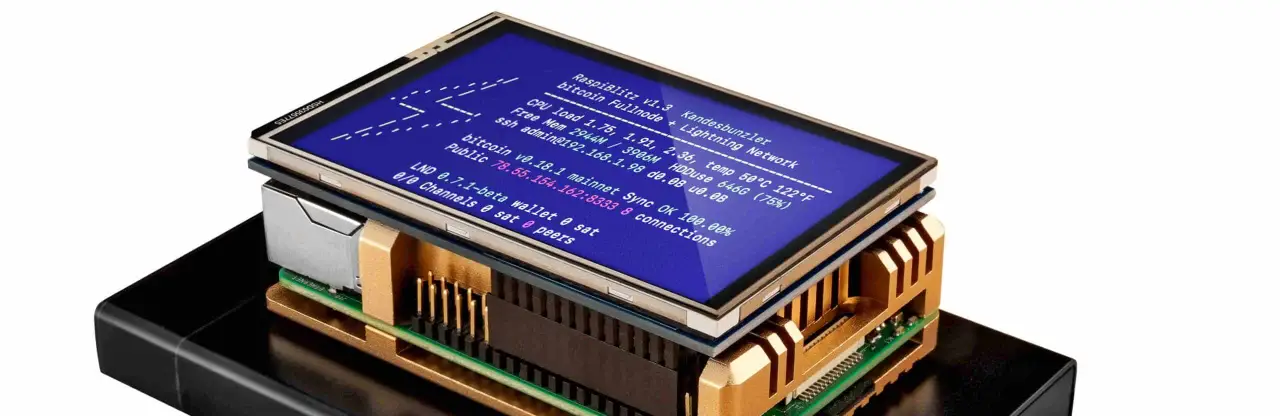 RaspiBlitz v1.3 Kandesbunzler
bitcoin Fullnode + Lightning Network
CPU load 1.75, 1.91, 2.36, temp 50°C 122°F
Free Mem 2944M / 3906M HDDuse 646G (75%)
ssh admin@192.168.1.98 d0.0B u0.0B
bitcoin v0.18.1 mainnet Sync OK 100.00%
Public 78.55.154.162:8333 8 connections
LND 0.7.1-beta wallet 0 sat
0/0 Channels 0 sat 0 peers